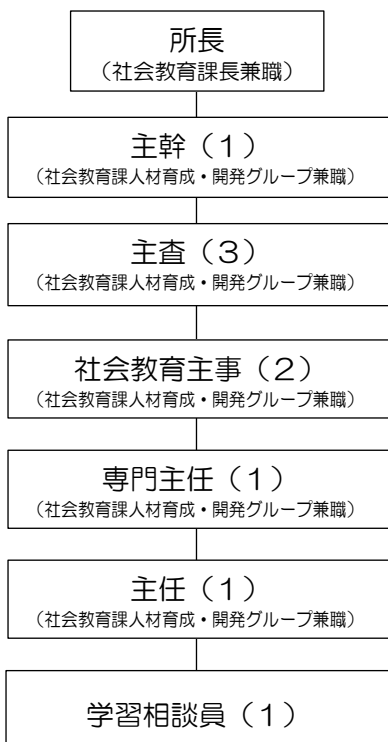 所長
（社会教育課長兼職）
主幹（１）
（社会教育課人材育成・開発グループ兼職）
主査（３）
（社会教育課人材育成・開発グループ兼職）
社会教育主事（２）
（社会教育課人材育成・開発グループ兼職）
専門主任（１）
（社会教育課人材育成・開発グループ兼職）
主任（１）
（社会教育課人材育成・開発グループ兼職）
学習相談員（１）